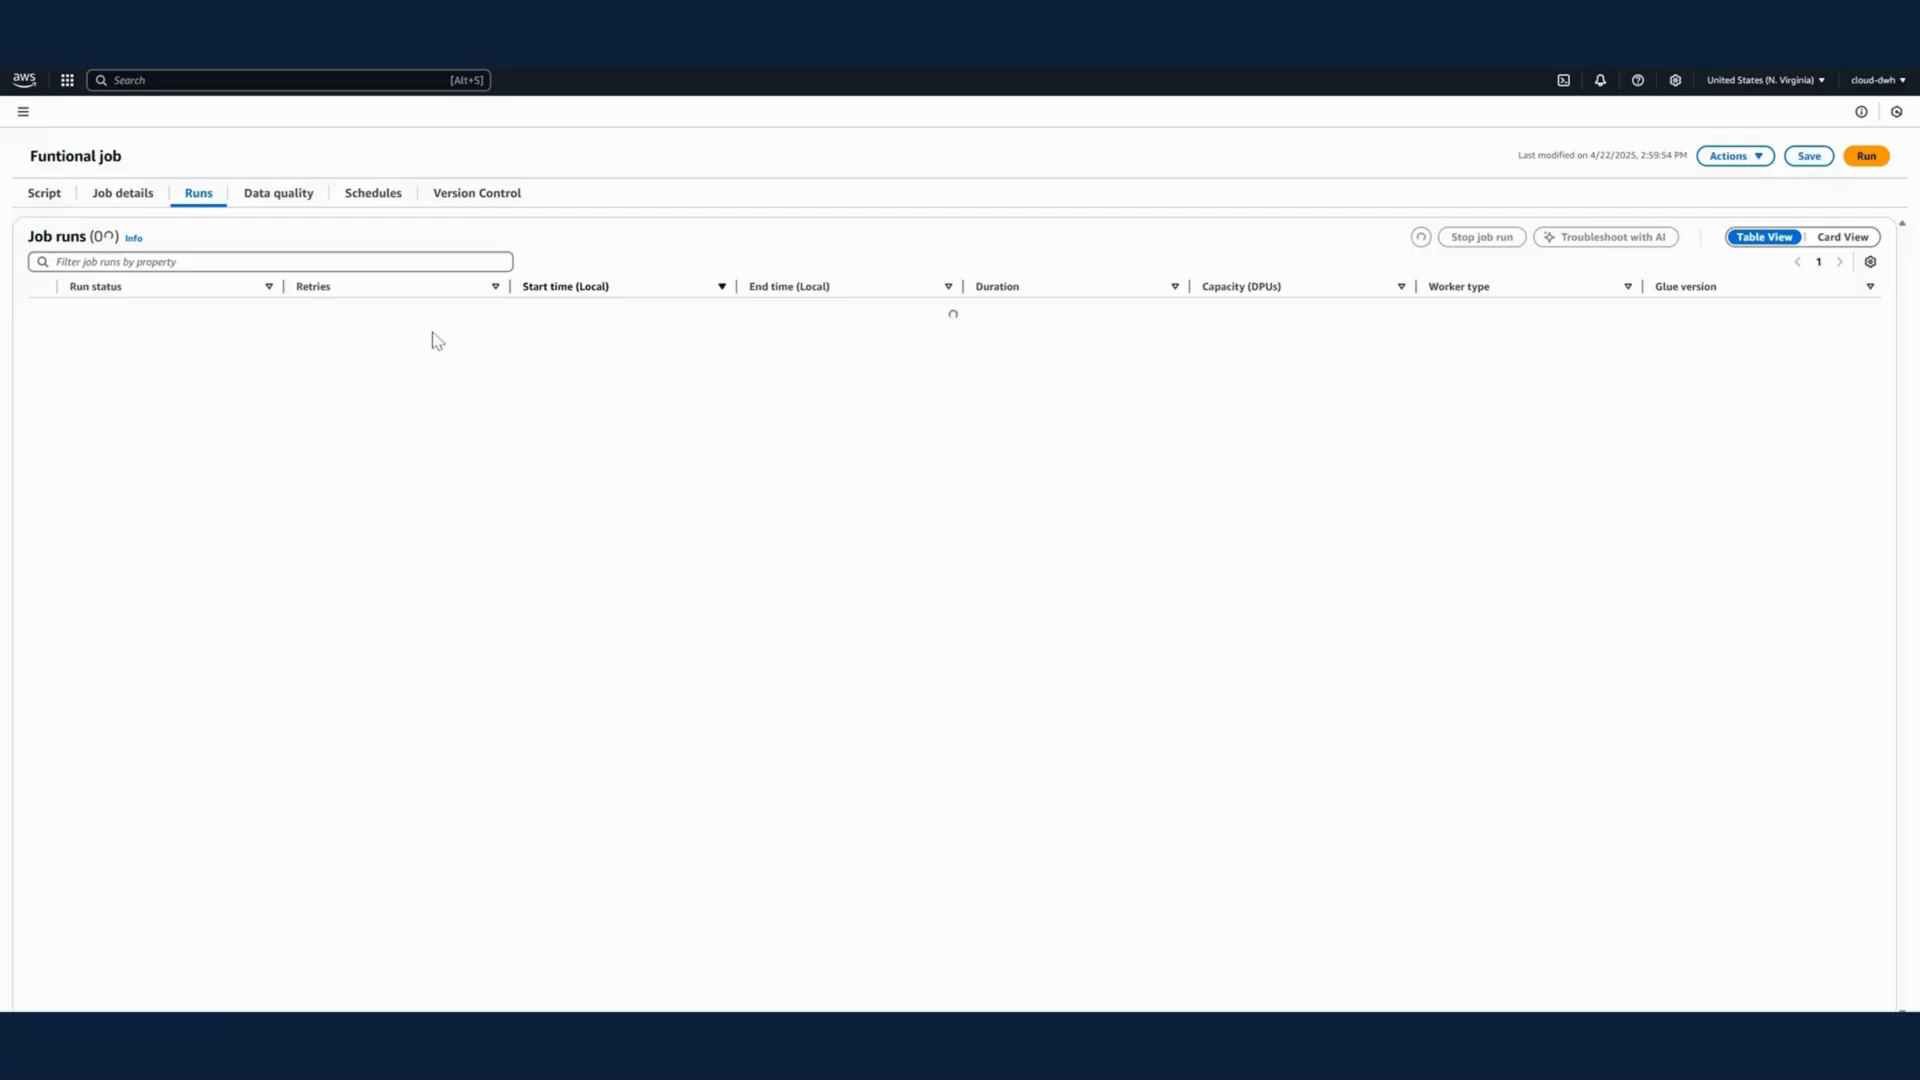 aws
Search [Alt+S]
United States (N. Virginia)
cloud-dwh
Funtional job
Last modified on 4/22/2025, 2:59:54 PM
Actions
Save
Run
Script
Job details
Runs
Data quality
Schedules
Version Control
Job runs (0) Info
Stop job run
Troubleshoot with AI
Table View
Card View
Filter job runs by property
1
Run status
Retries
Start time (Local)
End time (Local)
Duration
Capacity (DPUs)
Worker type
Glue version